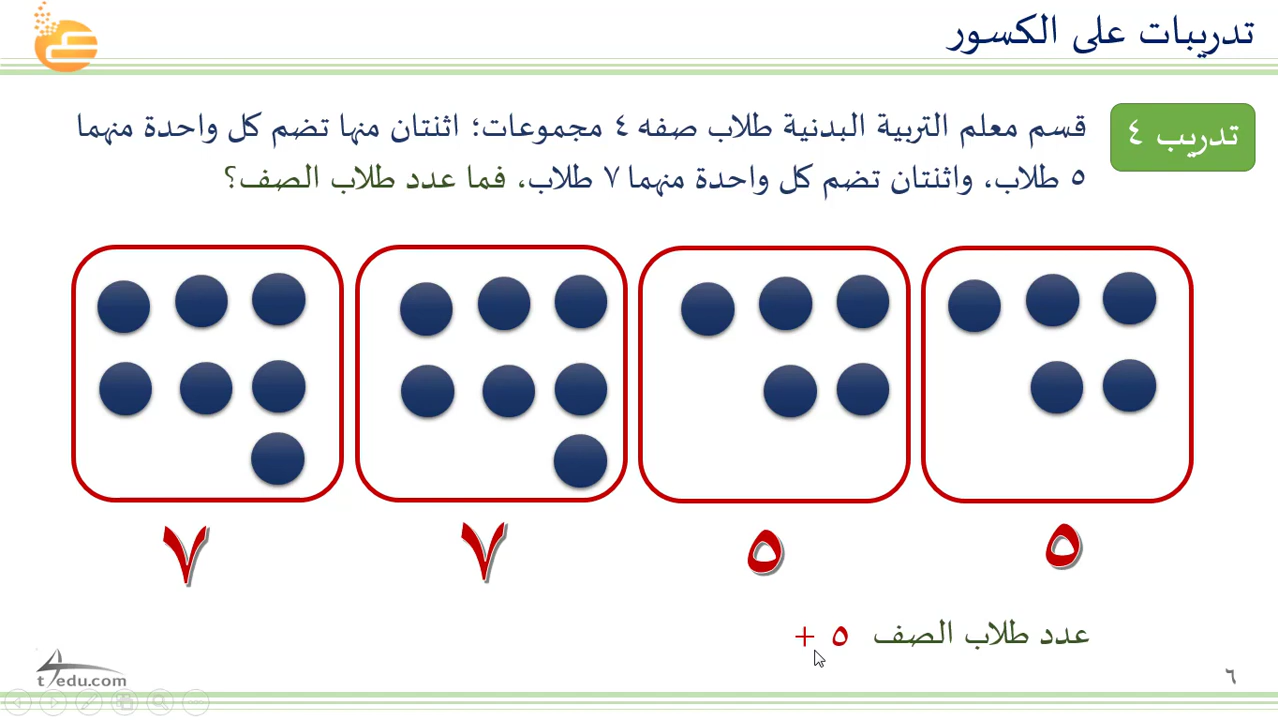 تدريبات على الكسور
تدريب ٤
قسم معلم التربية البدنية طلاب صفه ٤ مجموعات؛ اثنتان منها تضم كل واحدة منهما
٥ طلاب، واثنتان تضم كل واحدة منهما ٧ طلاب، فما عدد طلاب الصف؟
٥ ٥ ٧ ٧
عدد طلاب الصف ٥ +
t4edu.com
٦